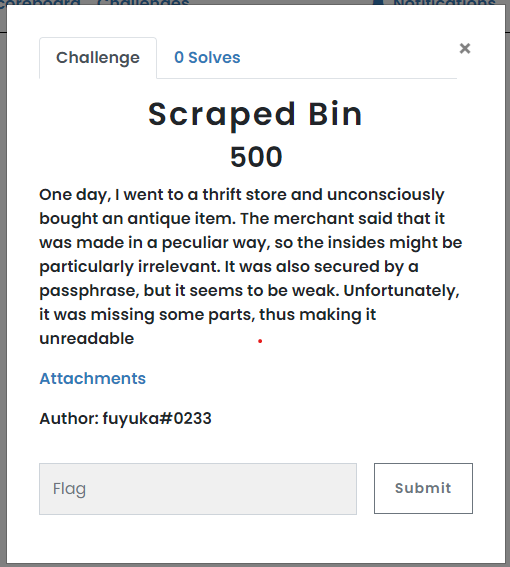 coreboard Challenges Notifications
Challenge 0 Solves ×
Scraped Bin
500
One day, I went to a thrift store and unconsciously
bought an antique item. The merchant said that it
was made in a peculiar way, so the insides might be
particularly irrelevant. It was also secured by a
passphrase, but it seems to be weak. Unfortunately,
it was missing some parts, thus making it
unreadable
Attachments
Author: fuyuka#0233
Flag Submit